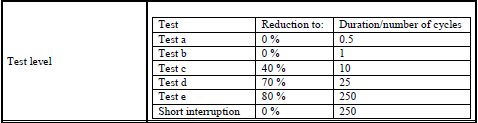 Test level
Test Reduction to: Duration/number of cycles
Test a 0 % 0.5
Test b 0 % 1
Test c 40 % 10
Test d 70 % 25
Test e 80 % 250
Short interruption 0 % 250